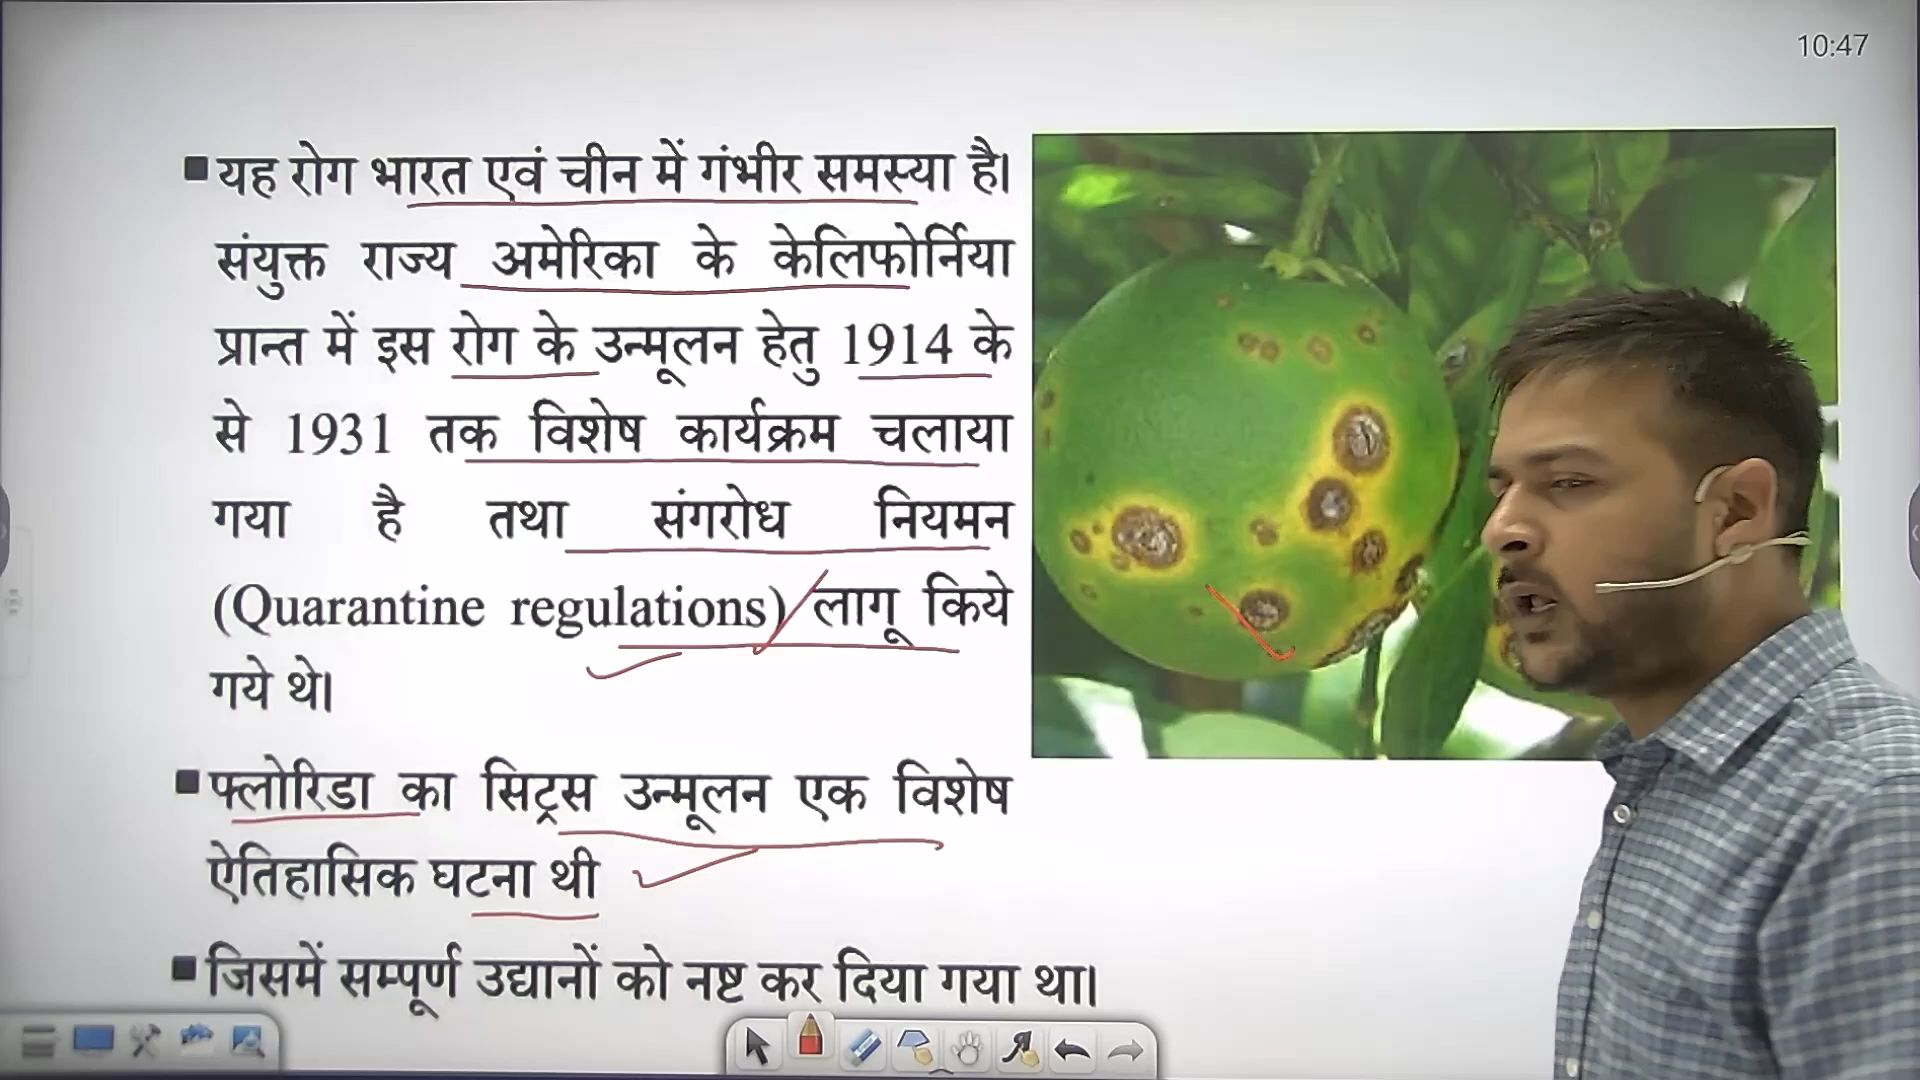 10:47
यह रोग भारत एवं चीन में गंभीर समस्या है।
संयुक्त राज्य अमेरिका के केलिफोर्निया
प्रान्त में इस रोग के उन्मूलन हेतु 1914 के
से 1931 तक विशेष कार्यक्रम चलाया
गया है तथा संगरोध नियमन
(Quarantine regulations) लागू किये
गये थे।
फ्लोरिडा का सिट्रस उन्मूलन एक विशेष
ऐतिहासिक घटना थी
जिसमें सम्पूर्ण उद्यानों को नष्ट कर दिया गया था।